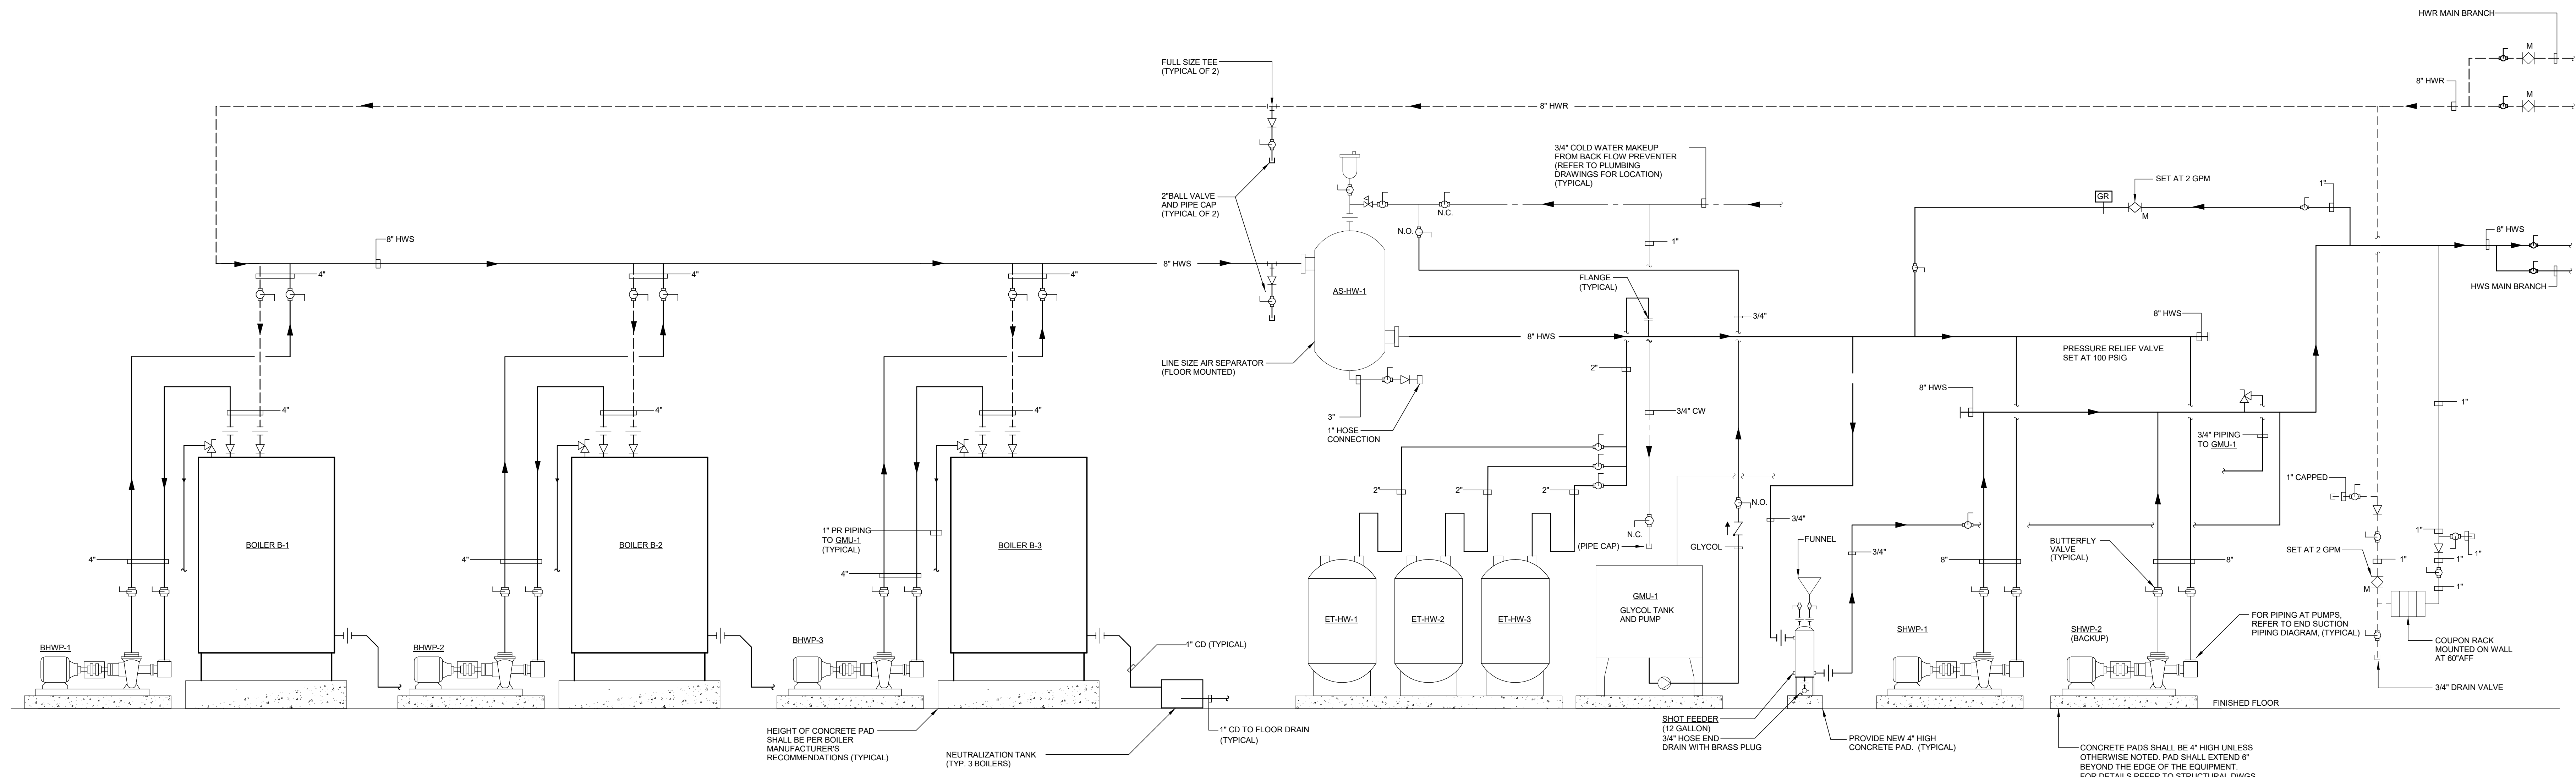 HWR MAIN BRANCH
M
8" HWR
M
FULL SIZE TEE
(TYPICAL OF 2)
8" HWR
3/4" COLD WATER MAKEUP
FROM BACK FLOW PREVENTER
(REFER TO PLUMBING
DRAWINGS FOR LOCATION)
(TYPICAL)
SET AT 2 GPM
1"
GR
M
2"BALL VALVE
AND PIPE CAP
(TYPICAL OF 2)
N.C.
N.O.
1"
8" HWS
8" HWS
8" HWS
4"
4"
4"
FLANGE
(TYPICAL)
AS-HW-1
HWS MAIN BRANCH
3/4"
8" HWS
8" HWS
PRESSURE RELIEF VALVE
SET AT 100 PSIG
LINE SIZE AIR SEPARATOR
(FLOOR MOUNTED)
2"
8" HWS
1"
4"
4"
4"
3/4" CW
3"
1" HOSE
CONNECTION
3/4" PIPING
TO GMU-1
1" CAPPED
2"
2"
2"
N.O.
1" PR PIPING
TO GMU-1
(TYPICAL)
BOILER B-1
BOILER B-2
BOILER B-3
N.C.
(PIPE CAP)
GLYCOL
3/4"
FUNNEL
3/4"
BUTTERFLY
VALVE
(TYPICAL)
SET AT 2 GPM
1"
1"
1"
1"
1"
M
4"
4"
4"
8"
8"
GMU-1
GLYCOL TANK
AND PUMP
ET-HW-1
ET-HW-2
ET-HW-3
FOR PIPING AT PUMPS,
REFER TO END SUCTION
PIPING DIAGRAM, (TYPICAL)
COUPON RACK
MOUNTED ON WALL
AT 60"AFF
BHWP-1
BHWP-2
BHWP-3
SHWP-1
SHWP-2
(BACKUP)
1" CD (TYPICAL)
3/4" DRAIN VALVE
FINISHED FLOOR
HEIGHT OF CONCRETE PAD
SHALL BE PER BOILER
MANUFACTURER'S
RECOMMENDATIONS (TYPICAL)
NEUTRALIZATION TANK
(TYP. 3 BOILERS)
1" CD TO FLOOR DRAIN
(TYPICAL)
SHOT FEEDER
(12 GALLON)
3/4" HOSE END
DRAIN WITH BRASS PLUG
PROVIDE NEW 4" HIGH
CONCRETE PAD. (TYPICAL)
CONCRETE PADS SHALL BE 4" HIGH UNLESS
OTHERWISE NOTED. PAD SHALL EXTEND 6"
BEYOND THE EDGE OF THE EQUIPMENT.
FOR DETAILS REFER TO STRUCTURAL DWGS